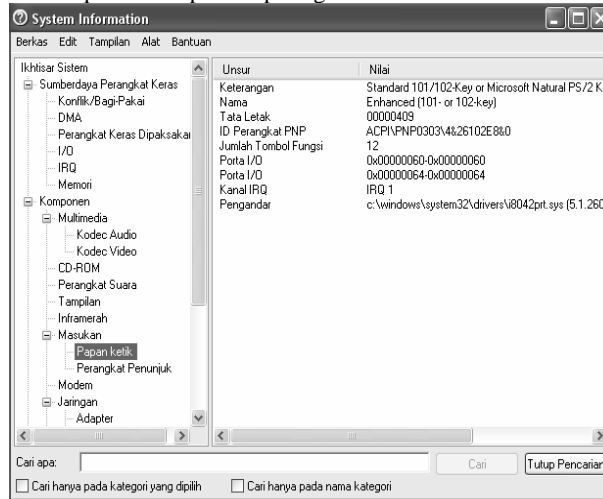 System Information
Berkas Edit Tampilan Alat Bantuan
Ikhtisar Sistem
Sumberdaya Perangkat Keras
Konflik/Bagi-Pakai
DMA
Perangkat Keras Dipaksakan
I/O
IRQ
Memori
Komponen
Multimedia
Kodec Audio
Kodec Video
CD-ROM
Perangkat Suara
Tampilan
Inframerah
Masukan
Papan ketik
Perangkat Penunjuk
Modem
Jaringan
Adapter
Unsur Nilai
Keterangan Standard 101/102-Key or Microsoft Natural PS/2 K
Nama Enhanced (101- or 102-key)
Tata Letak 00000409
ID Perangkat PNP ACPI\PNP0303\4&26102E8&0
Jumlah Tombol Fungsi 12
Porta I/O 0x00000060-0x00000060
Porta I/O 0x00000064-0x00000064
Kanal IRQ IRQ 1
Pengandar c:\windows\system32\drivers\i8042prt.sys (5.1.260
Cari apa: Cari Tutup Pencarian
Cari hanya pada kategori yang dipilih Cari hanya pada nama kategori